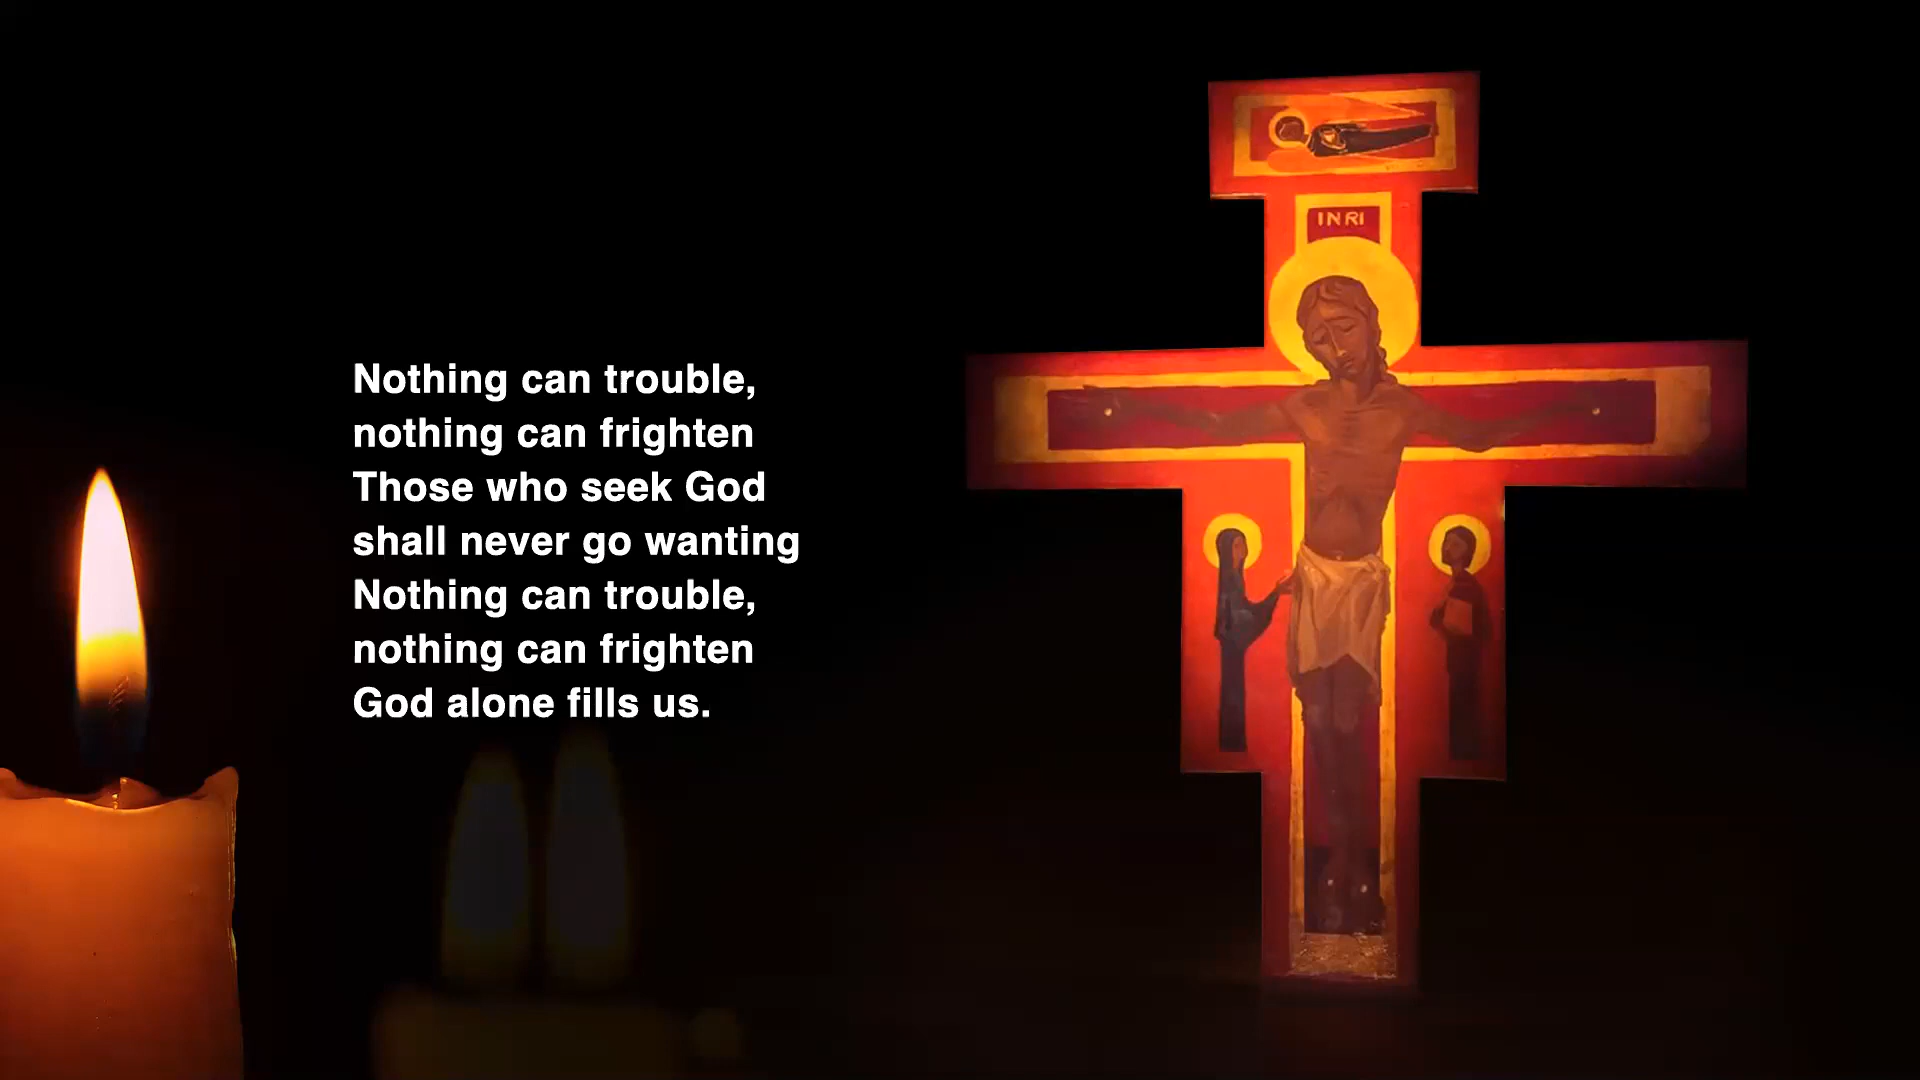 INRI
Nothing can trouble,
nothing can frighten
Those who seek God
shall never go wanting
Nothing can trouble,
nothing can frighten
God alone fills us.